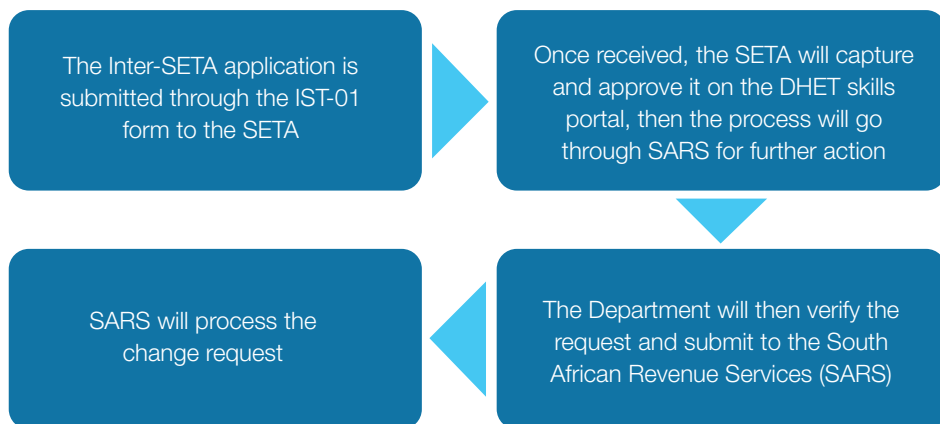 The Inter-SETA application is
submitted through the IST-01
form to the SETA
Once received, the SETA will capture
and approve it on the DHET skills
portal, then the process will go
through SARS for further action
The Department will then verify the
request and submit to the South
African Revenue Services (SARS)
SARS will process the
change request